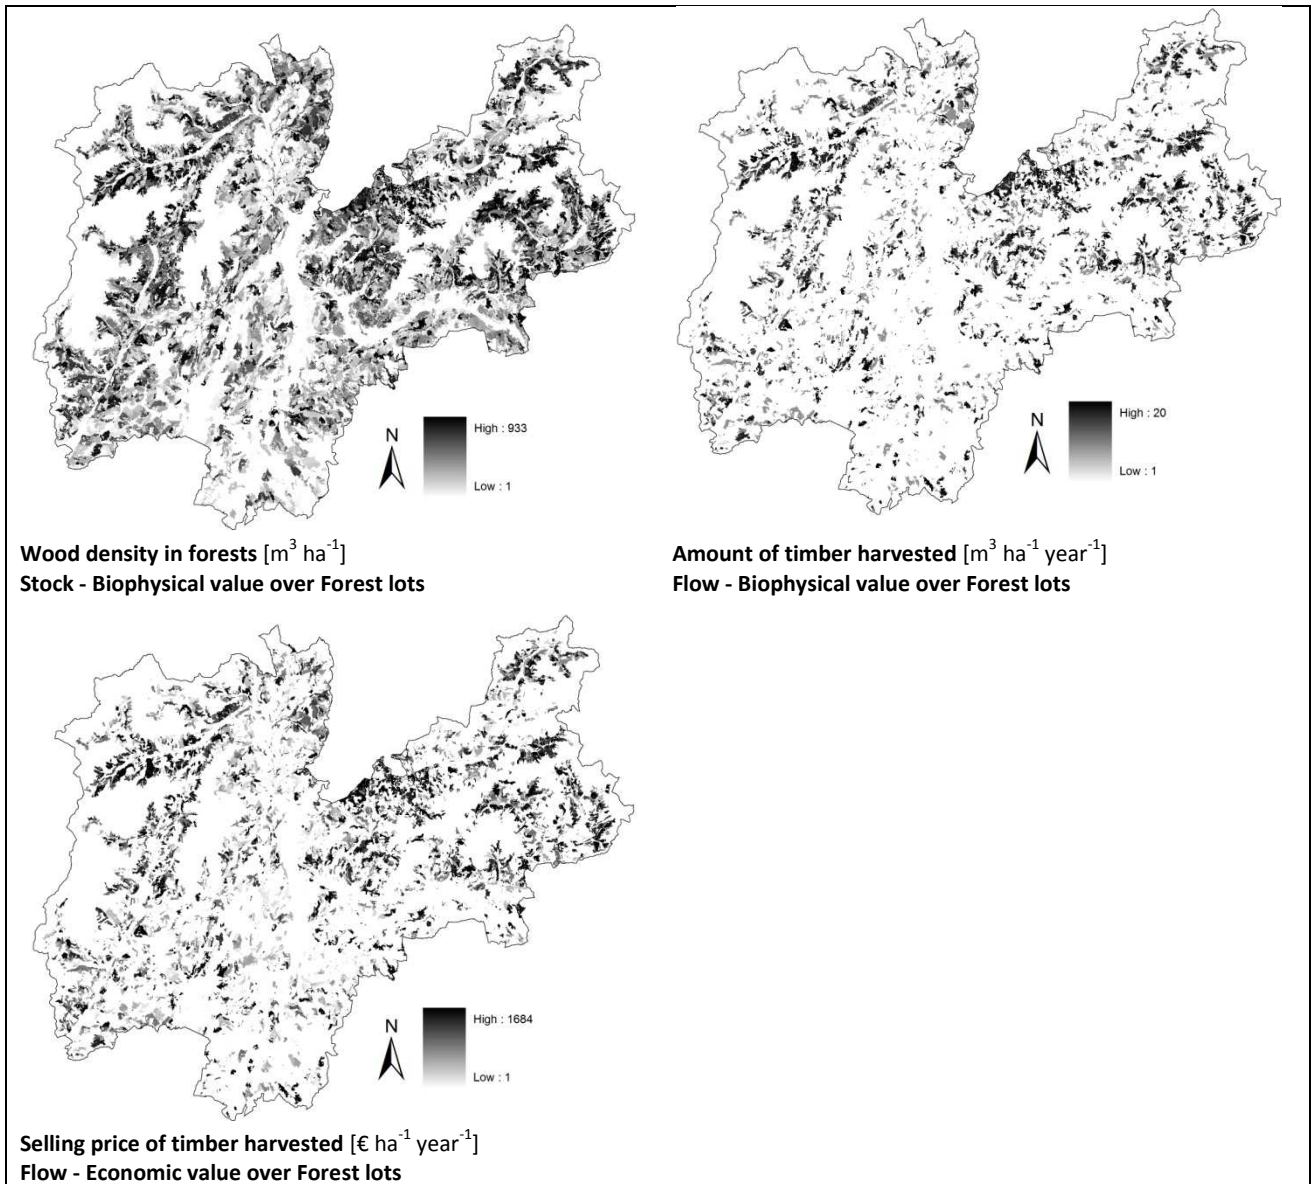 N
High : 933
Low : 1
Wood density in forests [m³ ha⁻¹]
Stock - Biophysical value over Forest lots
N
High : 20
Low : 1
Amount of timber harvested [m³ ha⁻¹ year⁻¹]
Flow - Biophysical value over Forest lots
N
High : 1684
Low : 1
Selling price of timber harvested [€ ha⁻¹ year⁻¹]
Flow - Economic value over Forest lots